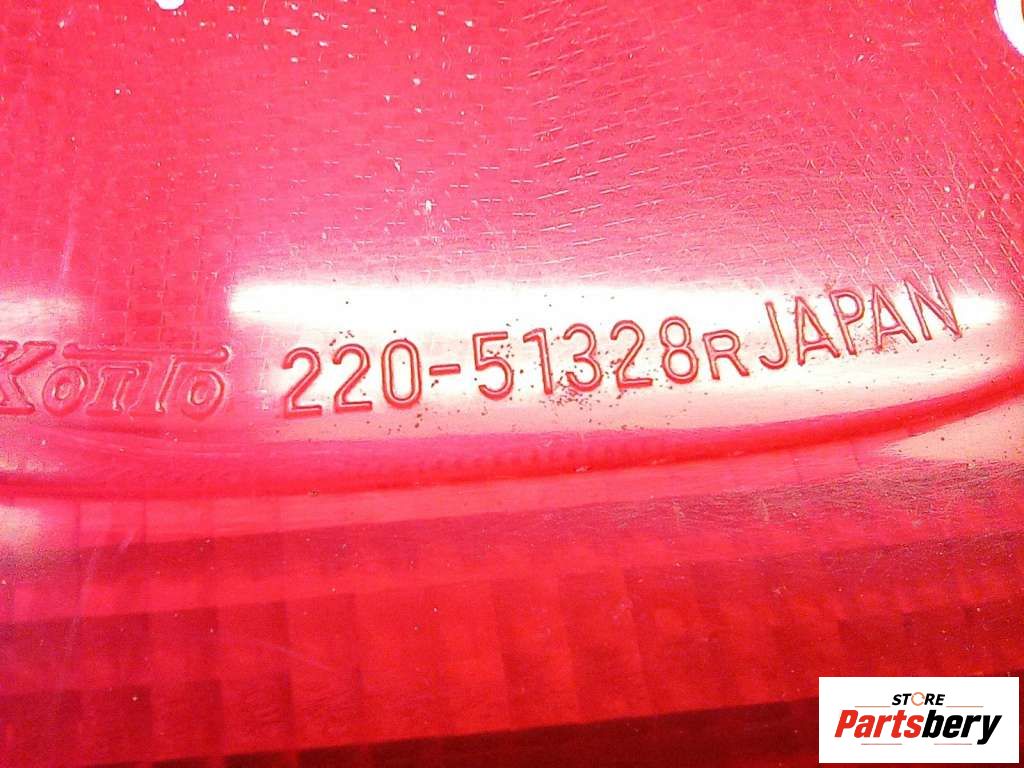 KoITo 220-51328R JAPAN
STORE
Partsbery